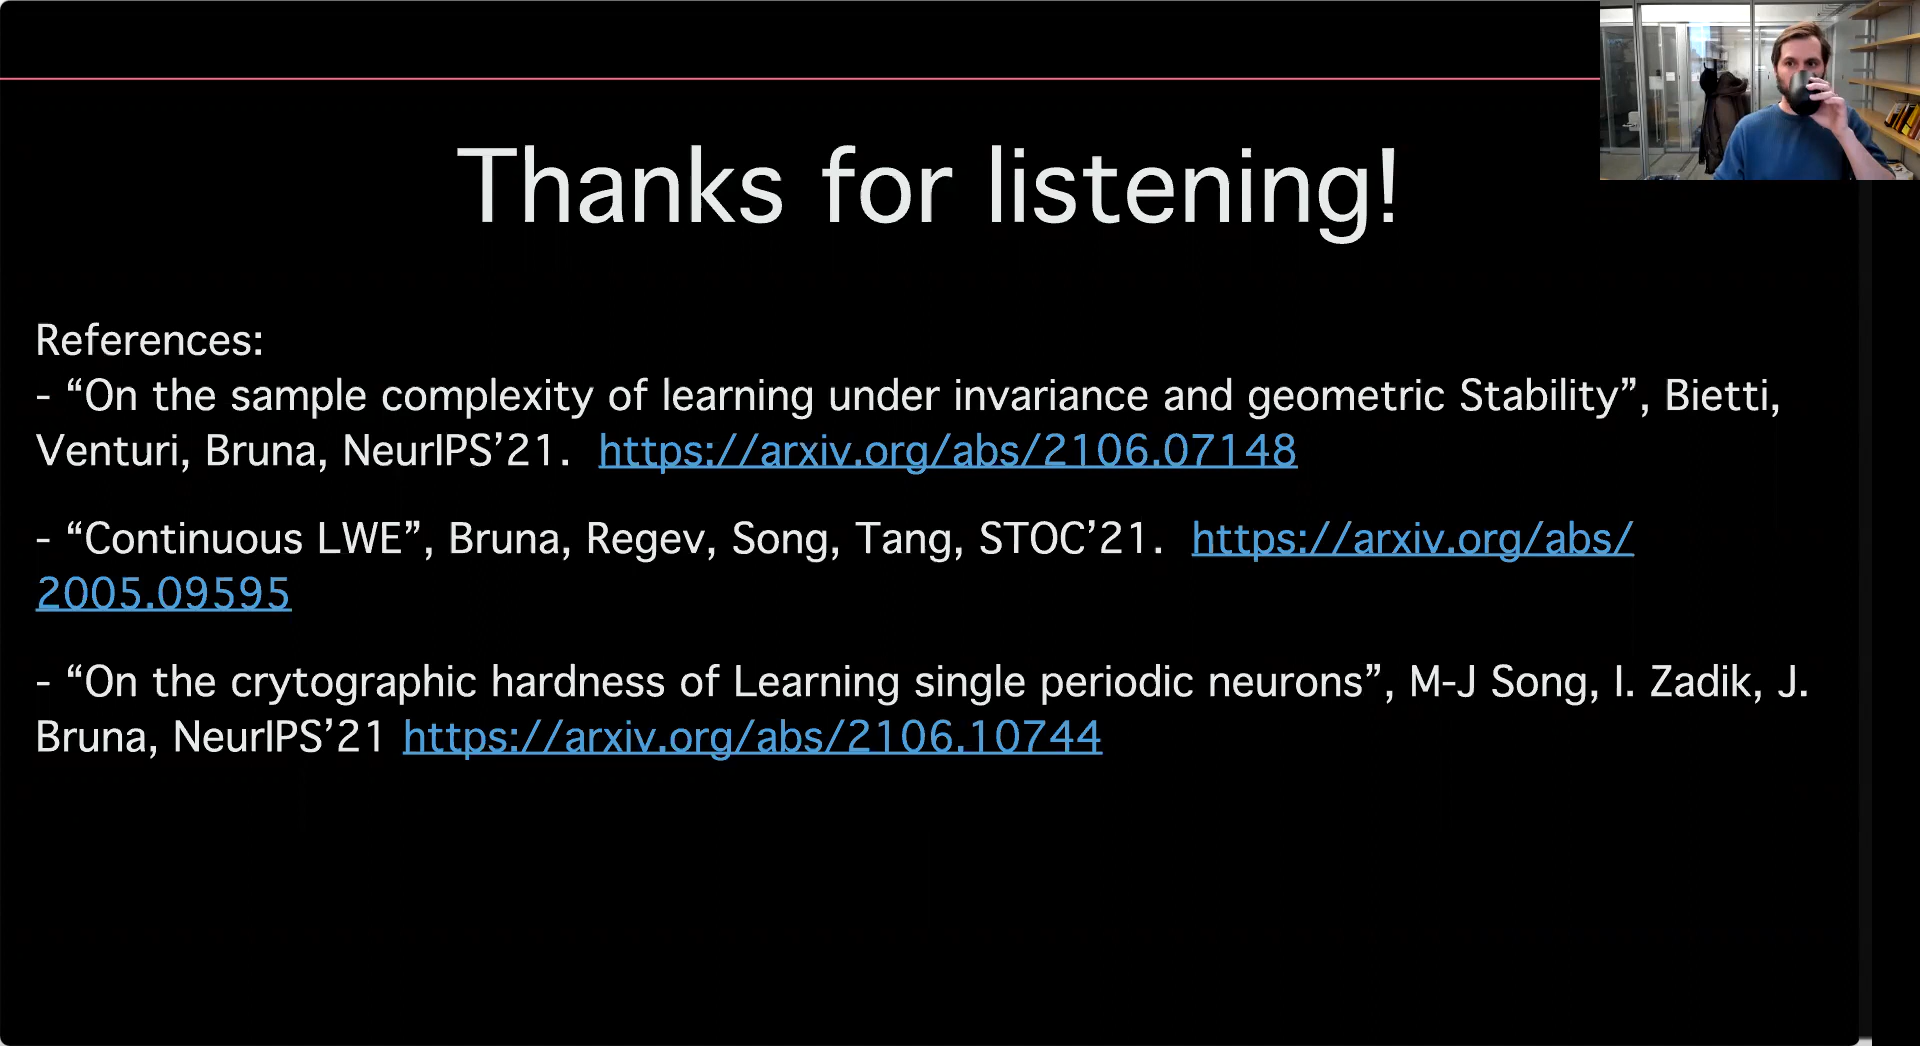 Thanks for listening!
References:
- “On the sample complexity of learning under invariance and geometric Stability”, Bietti,
Venturi, Bruna, NeurIPS’21. https://arxiv.org/abs/2106.07148
- “Continuous LWE”, Bruna, Regev, Song, Tang, STOC’21. https://arxiv.org/abs/
2005.09595
- “On the crytographic hardness of Learning single periodic neurons”, M-J Song, I. Zadik, J.
Bruna, NeurIPS’21 https://arxiv.org/abs/2106.10744